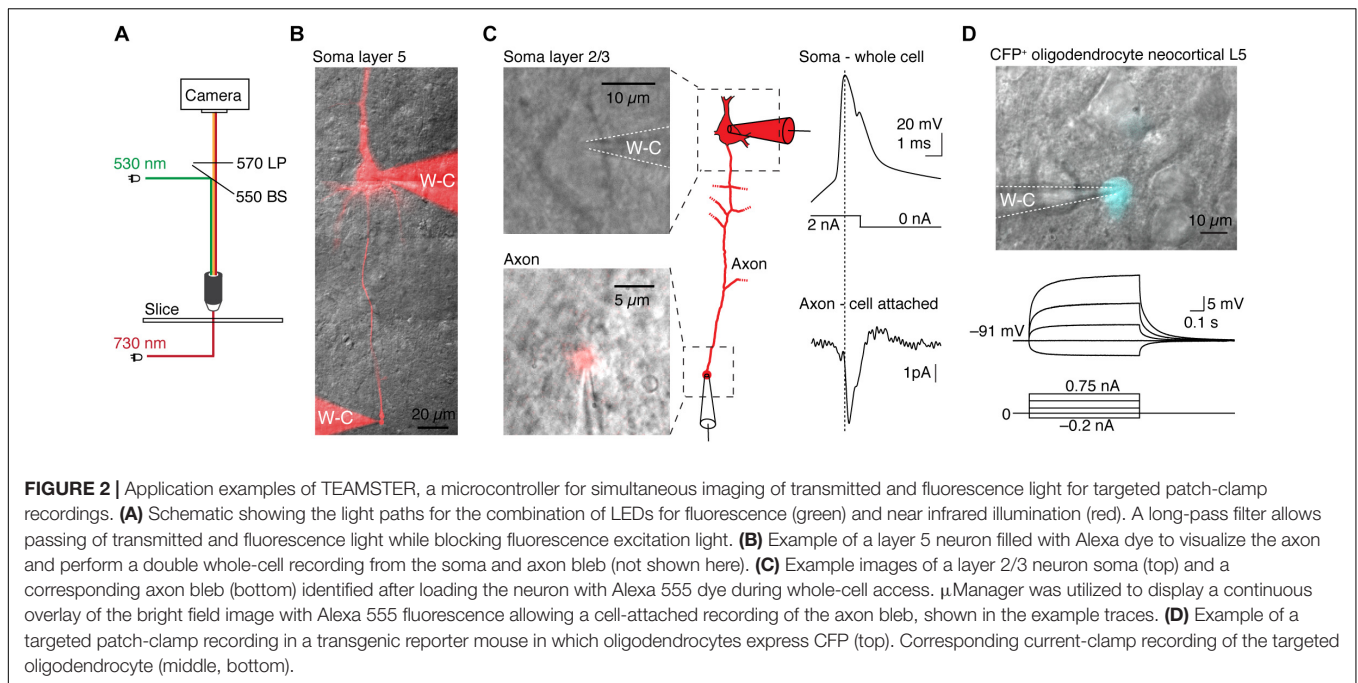 A
Camera
530 nm
570 LP
550 BS
Slice
730 nm
B
Soma layer 5
W-C
W-C
20 µm
C
Soma layer 2/3
10 µm
W-C
Axon
5 µm
Axon
Soma - whole cell
20 mV
1 ms
2 nA
0 nA
Axon - cell attached
1pA
D
CFP⁺ oligodendrocyte neocortical L5
W-C
10 µm
5 mV
0.1 s
−91 mV
0.75 nA
0
−0.2 nA
FIGURE 2 | Application examples of TEAMSTER, a microcontroller for simultaneous imaging of transmitted and fluorescence light for targeted patch-clamp
recordings. (A) Schematic showing the light paths for the combination of LEDs for fluorescence (green) and near infrared illumination (red). A long-pass filter allows
passing of transmitted and fluorescence light while blocking fluorescence excitation light. (B) Example of a layer 5 neuron filled with Alexa dye to visualize the axon
and perform a double whole-cell recording from the soma and axon bleb (not shown here). (C) Example images of a layer 2/3 neuron soma (top) and a
corresponding axon bleb (bottom) identified after loading the neuron with Alexa 555 dye during whole-cell access. µManager was utilized to display a continuous
overlay of the bright field image with Alexa 555 fluorescence allowing a cell-attached recording of the axon bleb, shown in the example traces. (D) Example of a
targeted patch-clamp recording in a transgenic reporter mouse in which oligodendrocytes express CFP (top). Corresponding current-clamp recording of the targeted
oligodendrocyte (middle, bottom).